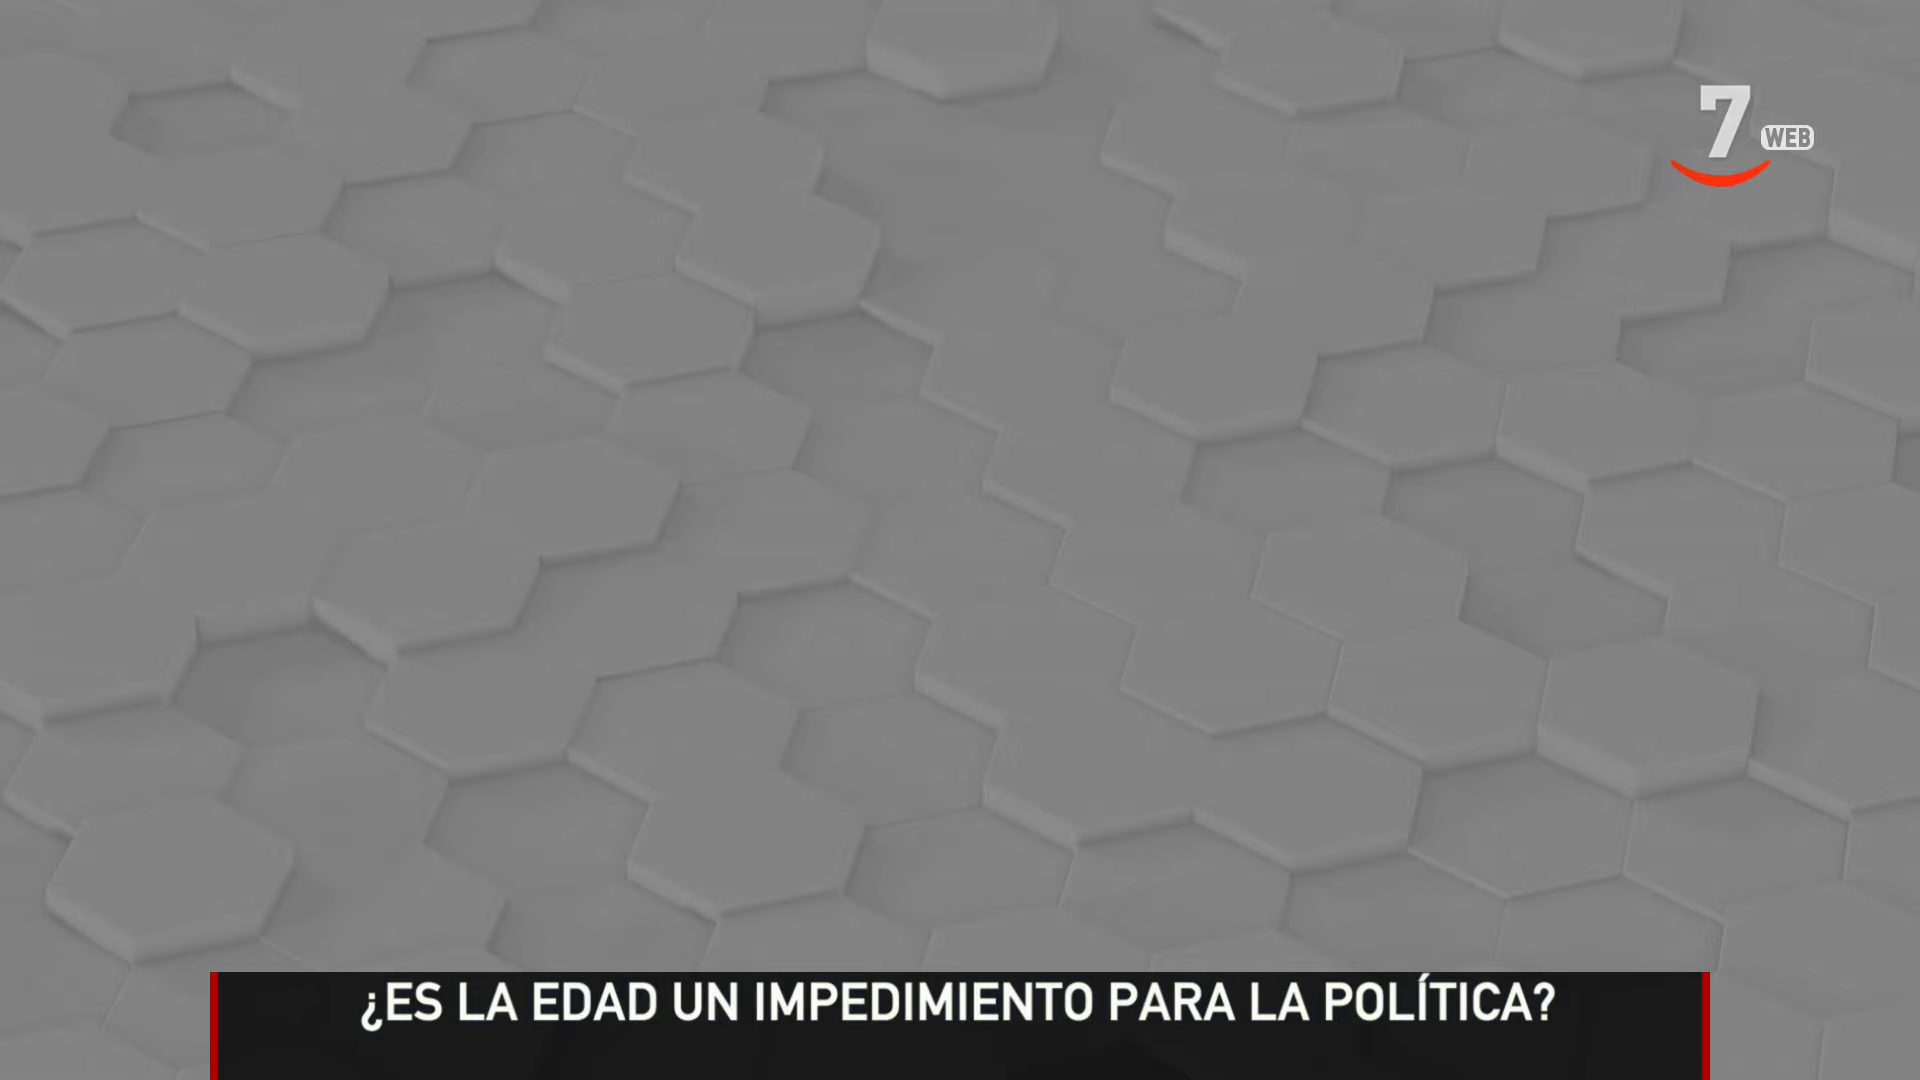 7
WEB
¿ES LA EDAD UN IMPEDIMIENTO PARA LA POLÍTICA?